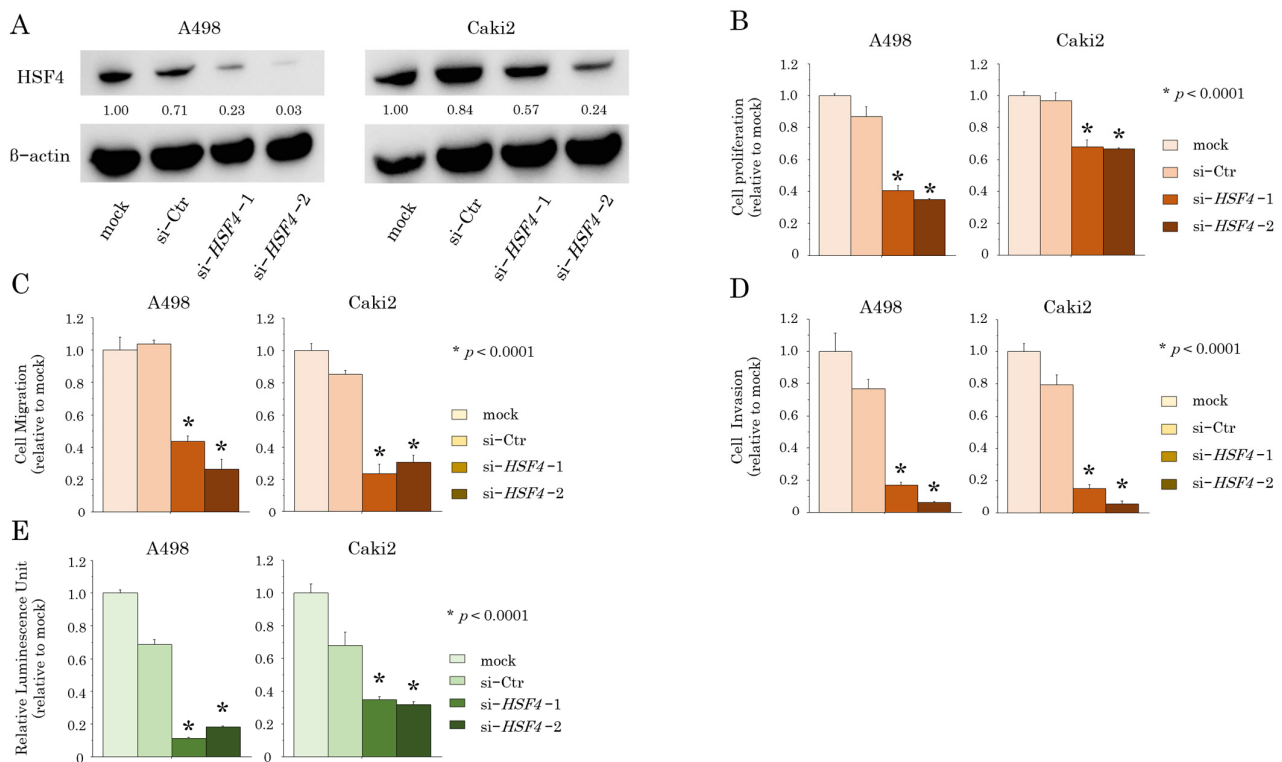 A
A498
Caki2
HSF4
1.00 0.71 0.23 0.03
1.00 0.84 0.57 0.24
ß-actin
mock
si-Ctr
si-HSF4-1
si-HSF4-2
mock
si-Ctr
si-HSF4-1
si-HSF4-2
B
A498
Caki2
Cell proliferation
(relative to mock)
1.2
1.0
0.8
0.6
0.4
0.2
0
* *
1.2
1.0
0.8
0.6
0.4
0.2
0
* *
* p < 0.0001
mock
si-Ctr
si-HSF4-1
si-HSF4-2
C
A498
Caki2
Cell Migration
(relative to mock)
1.2
1.0
0.8
0.6
0.4
0.2
0
* *
1.2
1.0
0.8
0.6
0.4
0.2
0
* *
* p < 0.0001
mock
si-Ctr
si-HSF4-1
si-HSF4-2
D
A498
Caki2
Cell Invasion
(relative to mock)
1.2
1.0
0.8
0.6
0.4
0.2
0
* *
1.2
1.0
0.8
0.6
0.4
0.2
0
* *
* p < 0.0001
mock
si-Ctr
si-HSF4-1
si-HSF4-2
E
A498
Caki2
Relative Luminescence Unit
(relative to mock)
1.2
1.0
0.8
0.6
0.4
0.2
0
* *
1.2
1.0
0.8
0.6
0.4
0.2
0
* *
* p < 0.0001
mock
si-Ctr
si-HSF4-1
si-HSF4-2